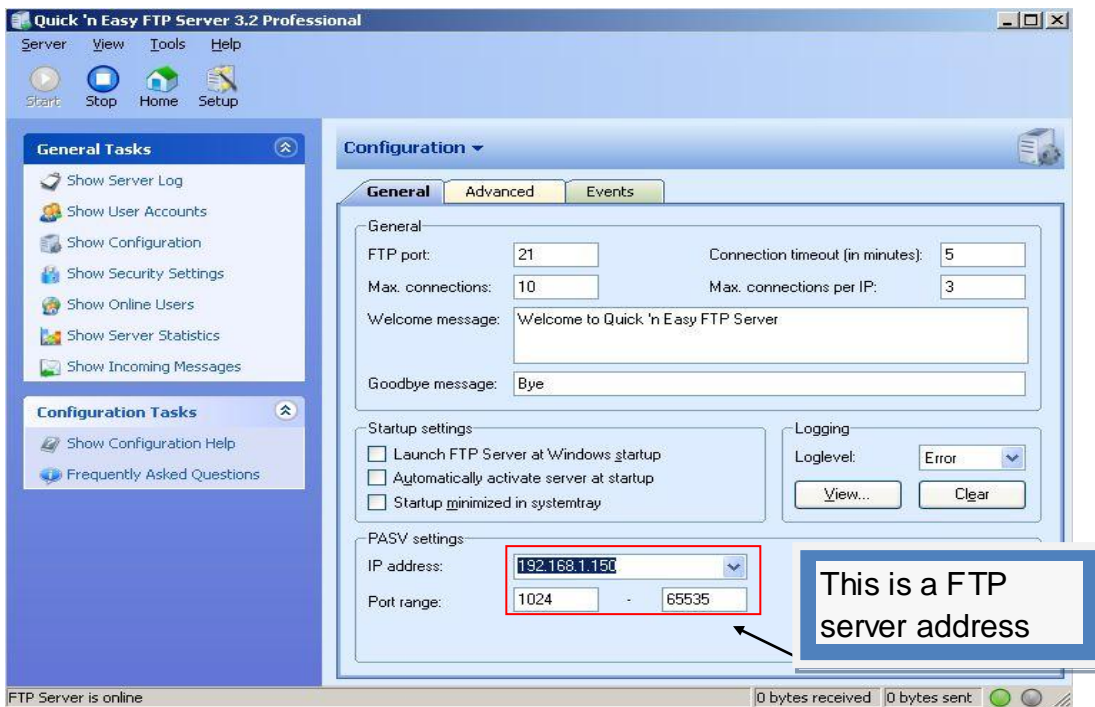 Quick 'n Easy FTP Server 3.2 Professional
Server View Tools Help
Start Stop Home Setup
General Tasks
Show Server Log
Show User Accounts
Show Configuration
Show Security Settings
Show Online Users
Show Server Statistics
Show Incoming Messages
Configuration Tasks
Show Configuration Help
Frequently Asked Questions
Configuration
General Advanced Events
General
FTP port: 21 Connection timeout (in minutes): 5
Max. connections: 10 Max. connections per IP: 3
Welcome message: Welcome to Quick 'n Easy FTP Server
Goodbye message: Bye
Startup settings
Launch FTP Server at Windows startup
Automatically activate server at startup
Startup minimized in systemtray
Logging
Loglevel: Error
View... Clear
PASV settings
IP address: 192.168.1.150
Port range: 1024 - 65535
This is a FTP
server address
FTP Server is online 0 bytes received 0 bytes sent